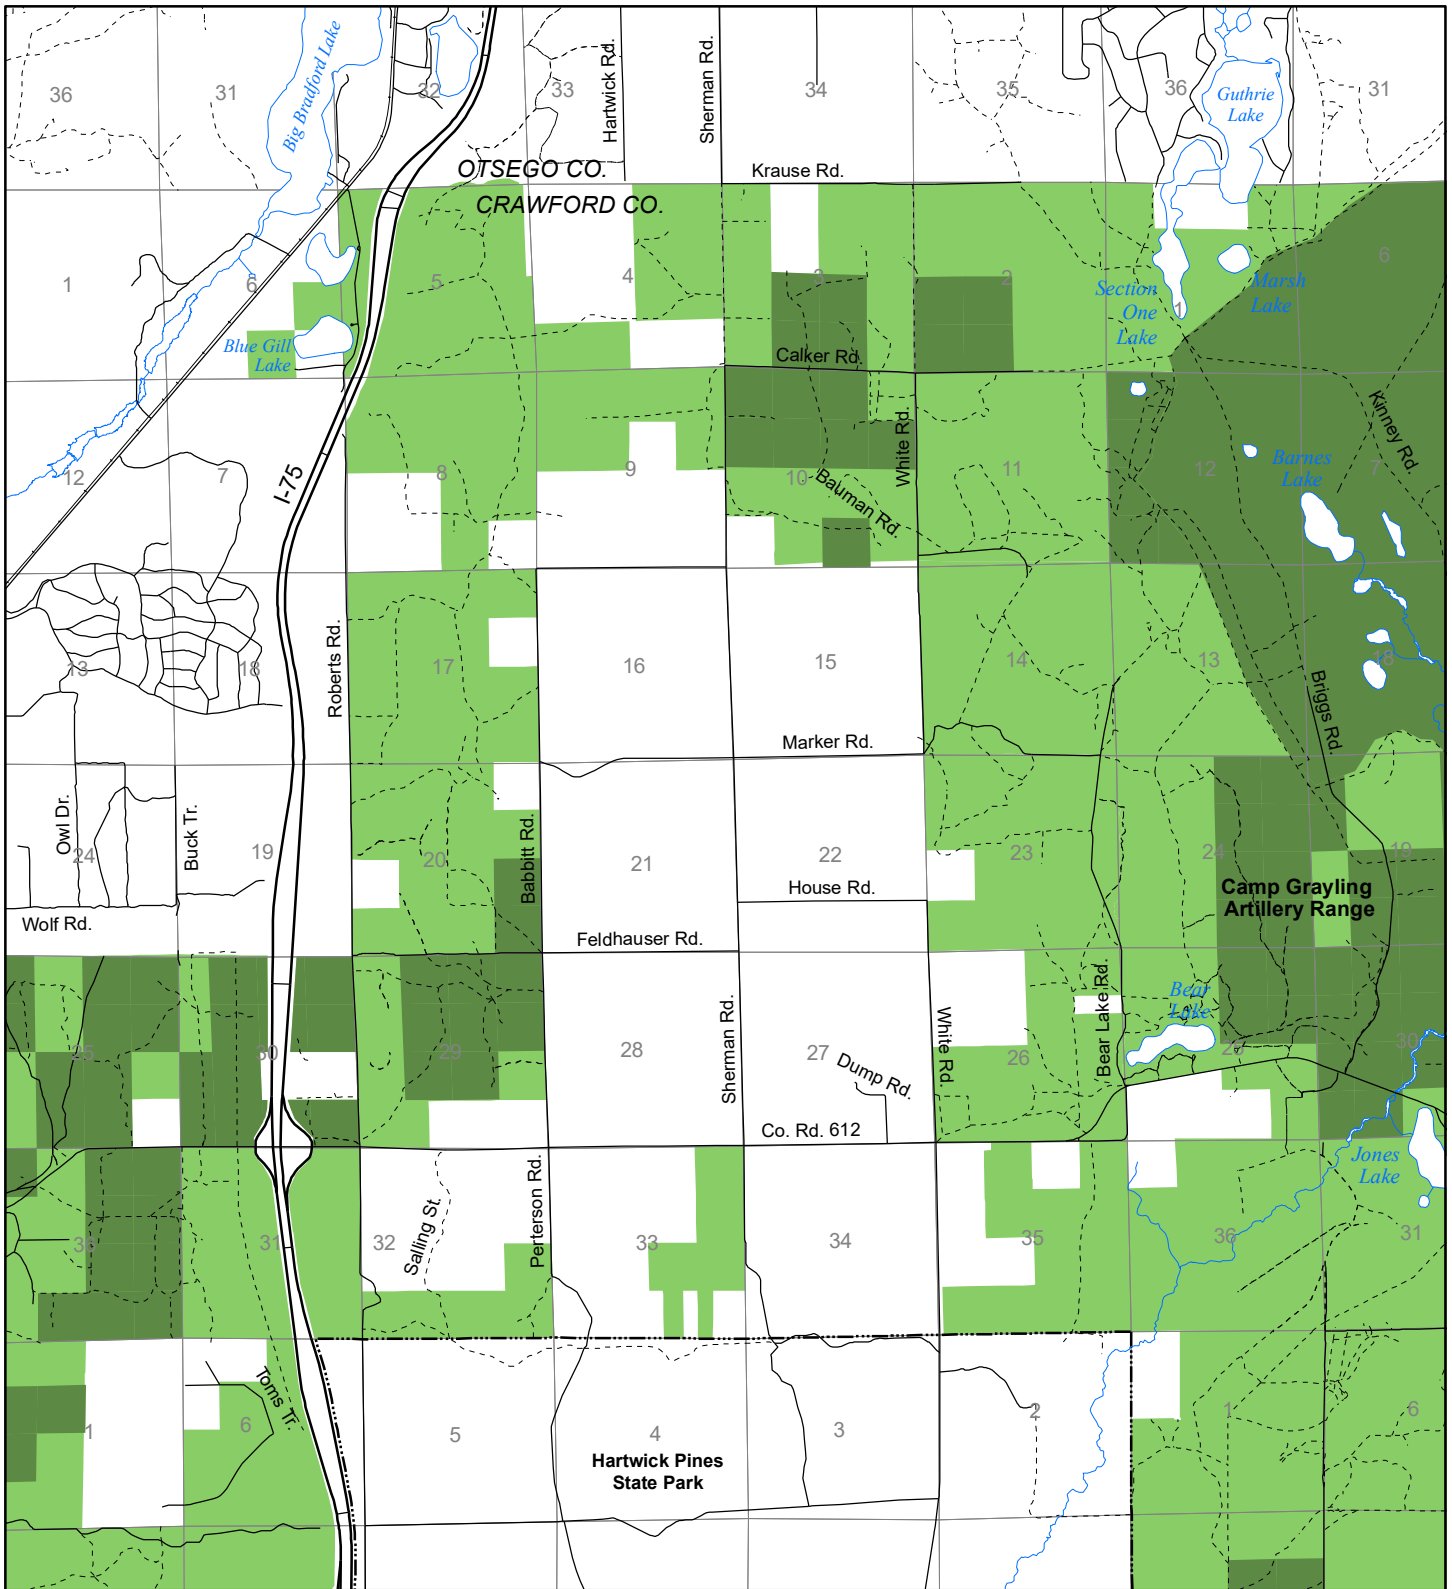 Big Bradford Lake
36
31
32
33
Hartwick Rd.
Sherman Rd.
34
35
36
Guthrie
Lake
31
OTSEGO CO.
CRAWFORD CO.
Krause Rd.
1
6
5
4
3
2
1
6
Section
One
Lake
Marsh
Lake
Blue Gill
Lake
Calker Rd.
Kinney Rd.
12
7
I-75
8
9
10
Bauman Rd.
White Rd.
11
12
Barnes
Lake
7
13
18
Roberts Rd.
17
16
15
14
13
18
Briggs Rd.
Marker Rd.
Owl Dr.
24
Buck Tr.
19
20
Babbitt Rd.
21
22
23
24
19
House Rd.
Camp Grayling
Artillery Range
Wolf Rd.
Feldhauser Rd.
25
30
29
28
Sherman Rd.
27
Dump Rd.
White Rd.
26
Bear Lake Rd.
Bear
Lake
25
30
Co. Rd. 612
Jones
Lake
36
31
32
Salling St.
Perterson Rd.
33
34
35
36
31
1
6
Toms Tr.
5
4
3
2
1
6
Hartwick Pines
State Park